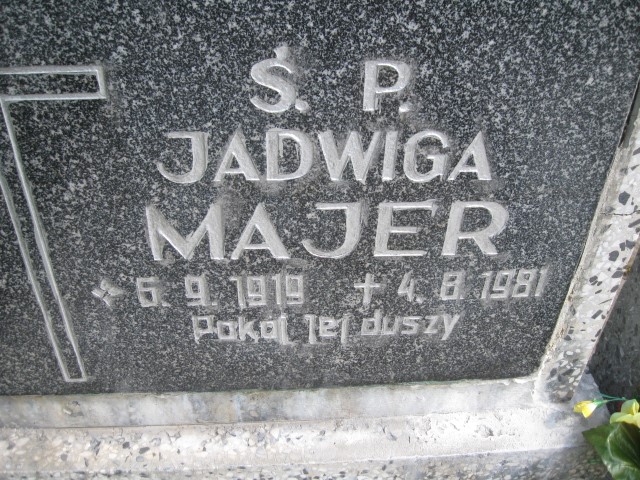 Ś. P.
JADWIGA
MAJER
6. 9. 1919 + 4. 8. 1981
Pokój jej duszy